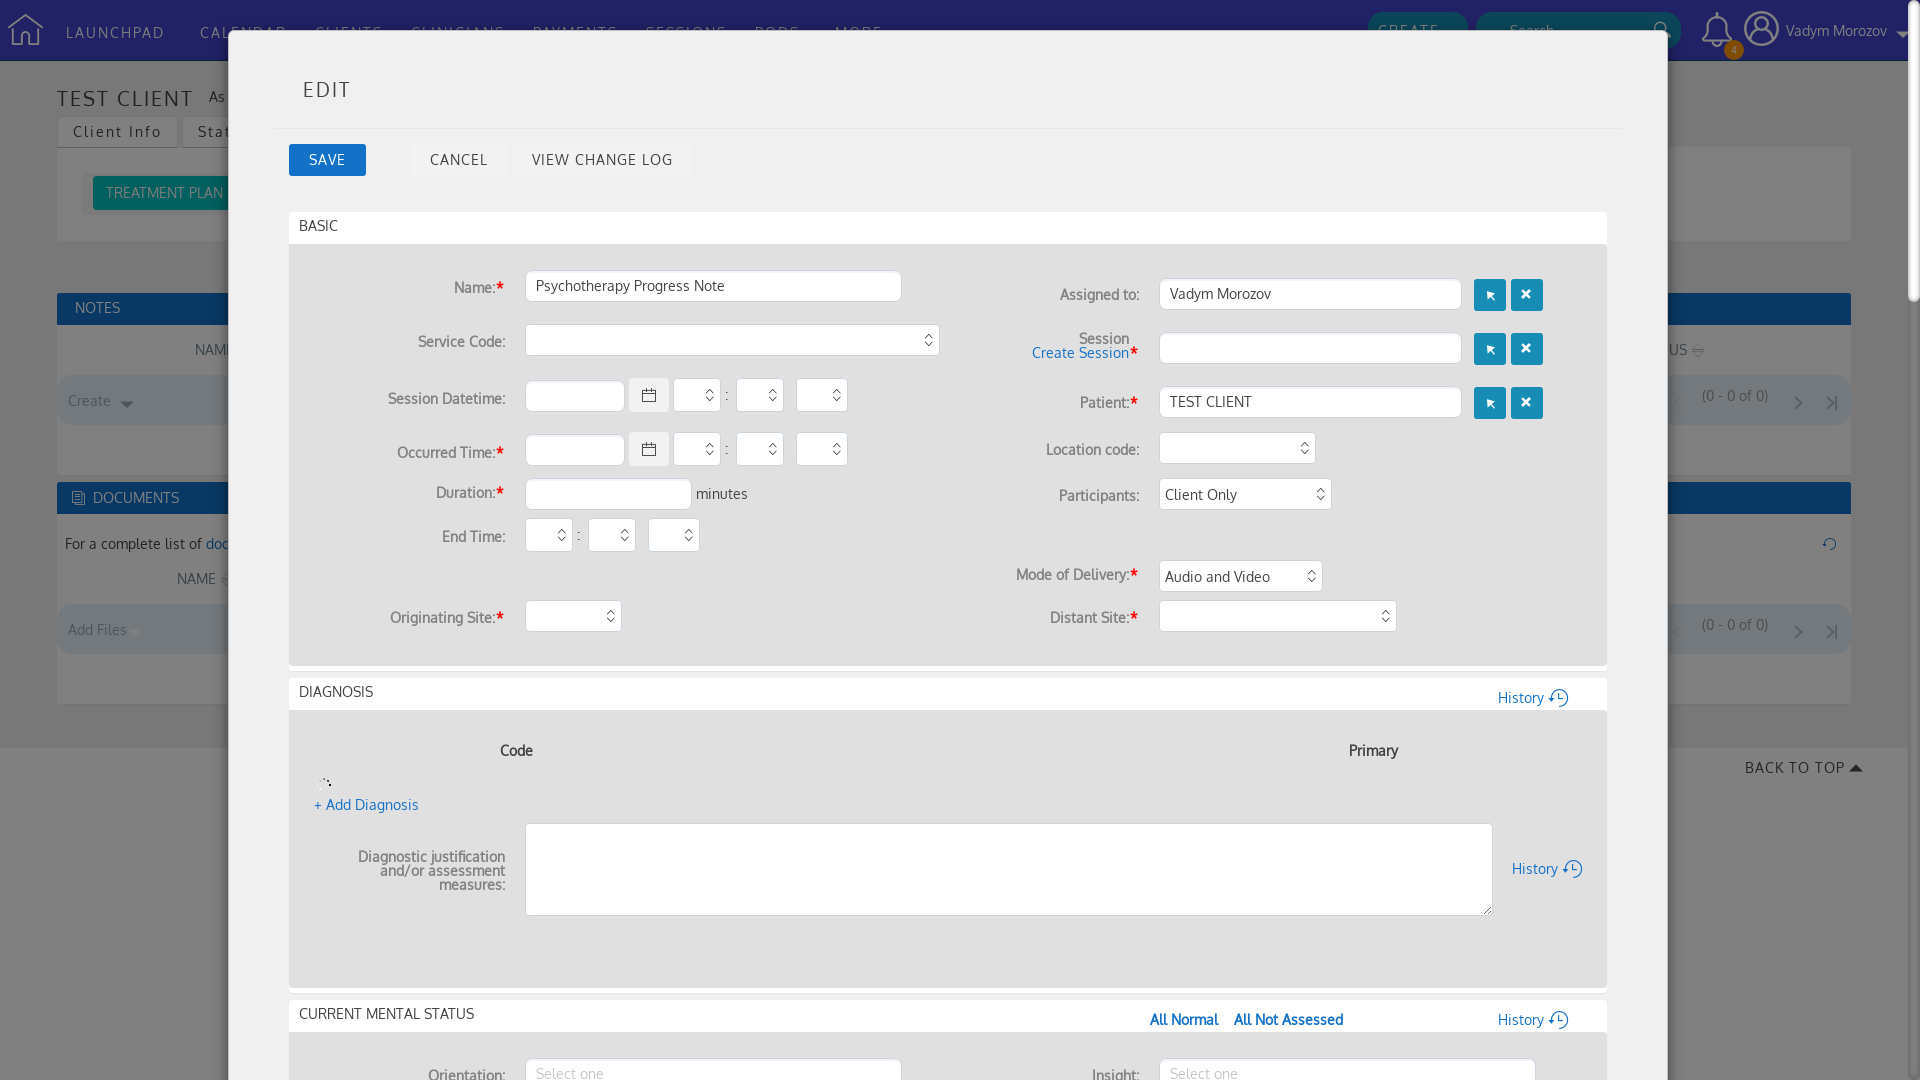 LAUNCHPAD CALENDAR CLIENTS CLINICIANS PAYMENTS SESSIONS PODS MORE CREATE Search 4 Vadym Morozov
EDIT
TEST CLIENT As
Client Info Stat
SAVE CANCEL VIEW CHANGE LOG
TREATMENT PLAN
BASIC
Name:* Psychotherapy Progress Note
Assigned to: Vadym Morozov
NOTES
Service Code:
Session
Create Session*
NAME
US
Session Datetime: :
Patient:* TEST CLIENT
Create
(0 - 0 of 0)
Occurred Time:* :
Location code:
Duration:* minutes
Participants: Client Only
DOCUMENTS
End Time: :
For a complete list of doc
NAME
Mode of Delivery:* Audio and Video
Originating Site:*
Distant Site:*
Add Files
(0 - 0 of 0)
DIAGNOSIS
History
Code Primary
BACK TO TOP
+ Add Diagnosis
Diagnostic justification
and/or assessment
measures:
History
CURRENT MENTAL STATUS
All Normal All Not Assessed History
Orientation: Select one
Insight: Select one